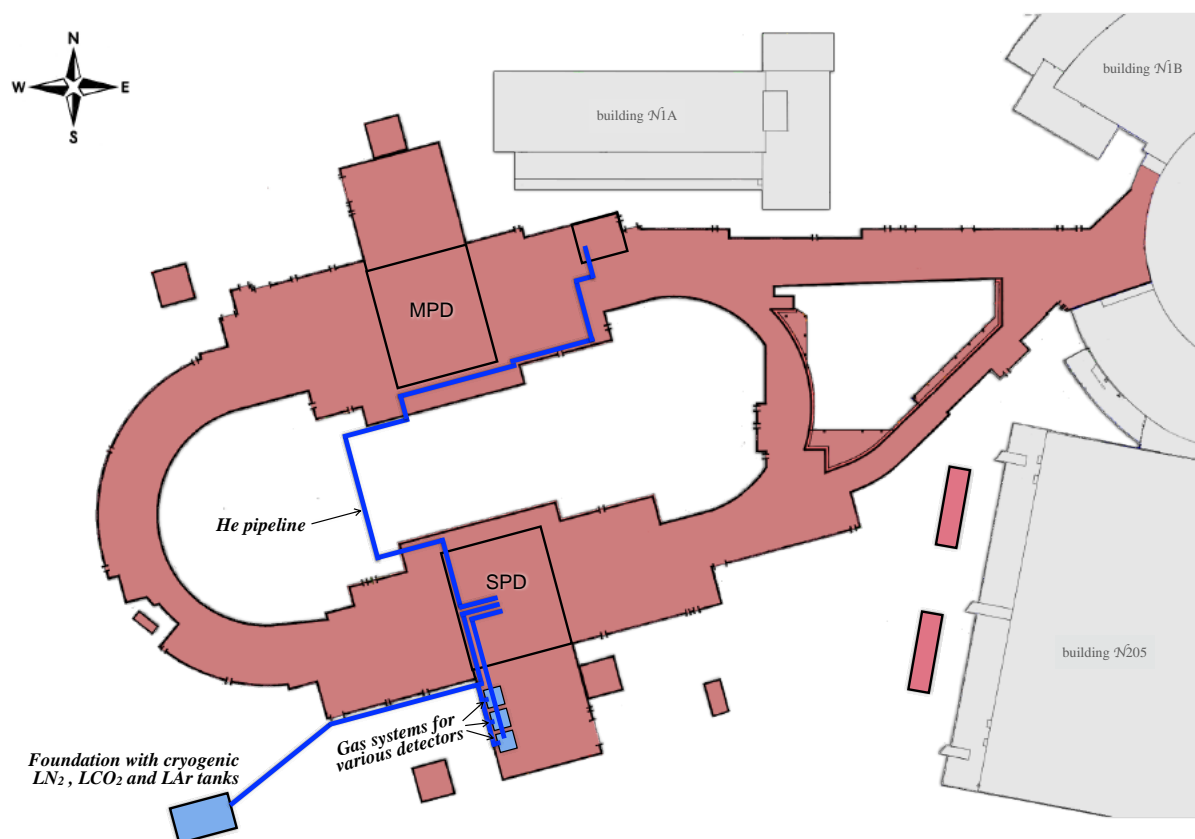 N
W E
S
building №1A
building №1B
MPD
He pipeline
SPD
building №205
Gas systems for
various detectors
Foundation with cryogenic
LN₂ , LCO₂ and LAr tanks